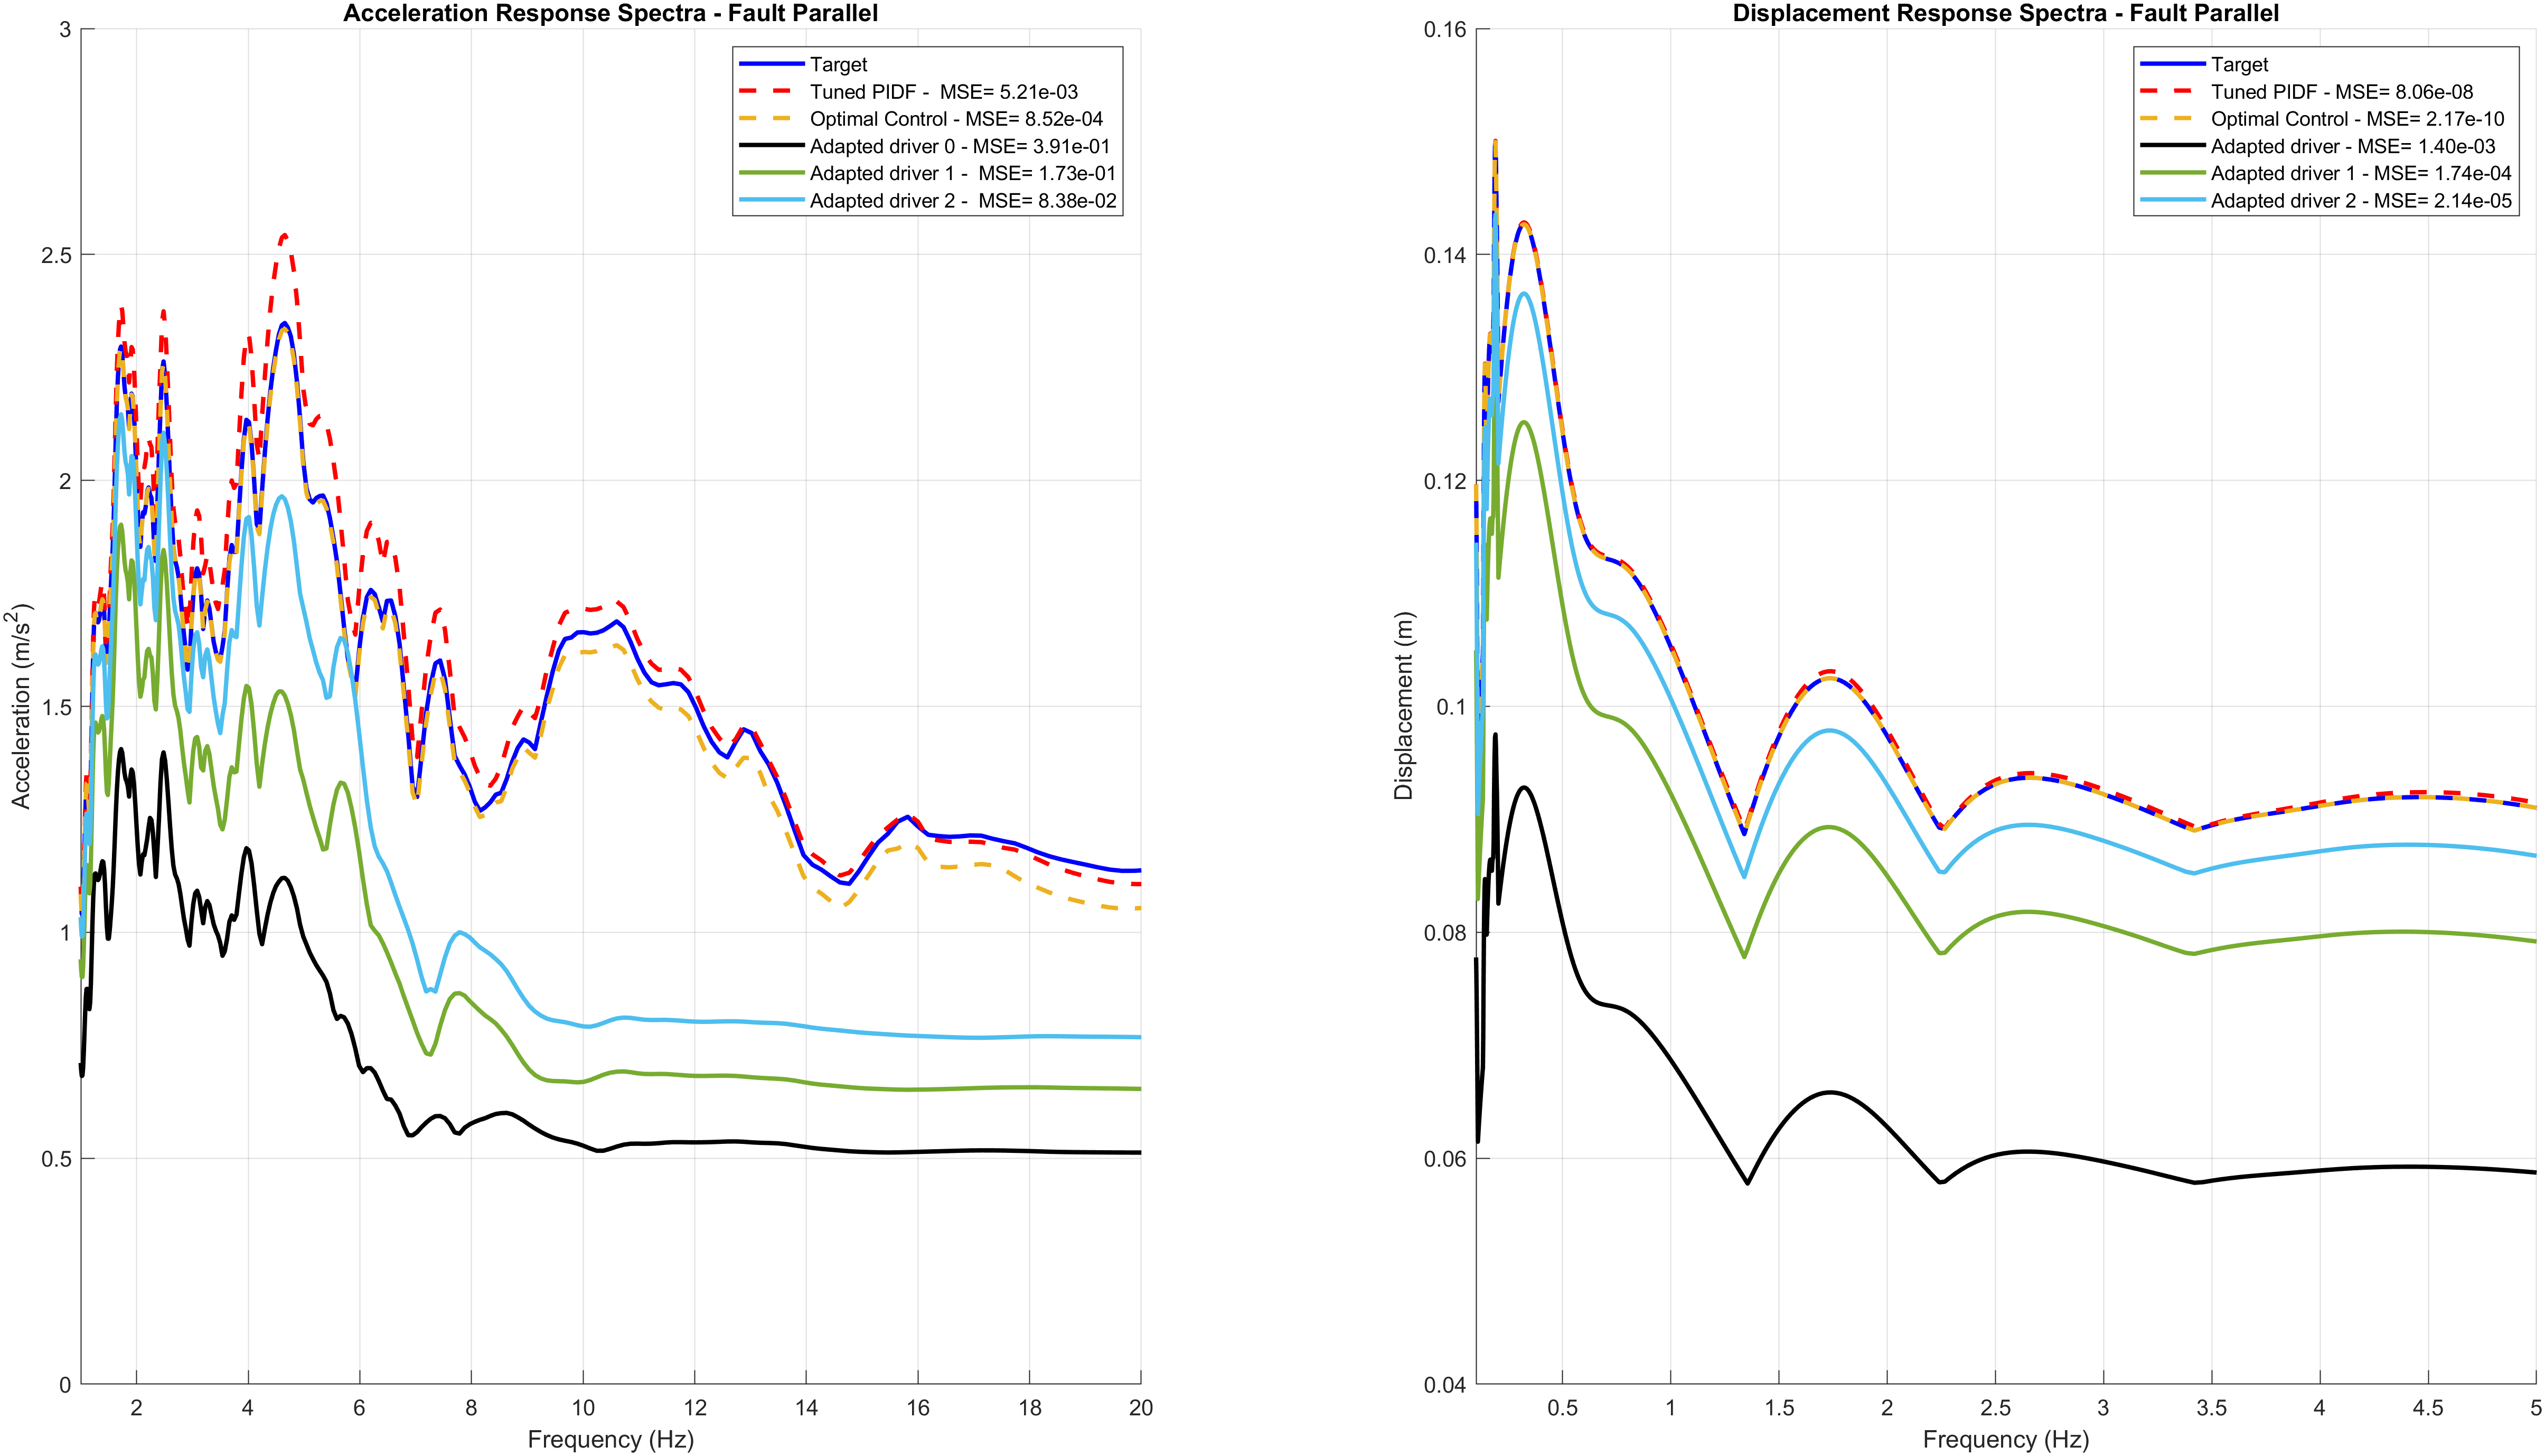 Acceleration Response Spectra - Fault Parallel
3
2.5
2
1.5
1
0.5
0
Acceleration (m/s2)
Target
Tuned PIDF - MSE= 5.21e-03
Optimal Control - MSE= 8.52e-04
Adapted driver 0 - MSE= 3.91e-01
Adapted driver 1 - MSE= 1.73e-01
Adapted driver 2 - MSE= 8.38e-02
2 4 6 8 10 12 14 16 18 20
Frequency (Hz)
Displacement Response Spectra - Fault Parallel
0.16
0.14
0.12
0.1
0.08
0.06
0.04
Displacement (m)
Target
Tuned PIDF - MSE= 8.06e-08
Optimal Control - MSE= 2.17e-10
Adapted driver - MSE= 1.40e-03
Adapted driver 1 - MSE= 1.74e-04
Adapted driver 2 - MSE= 2.14e-05
0.5 1 1.5 2 2.5 3 3.5 4 4.5 5
Frequency (Hz)